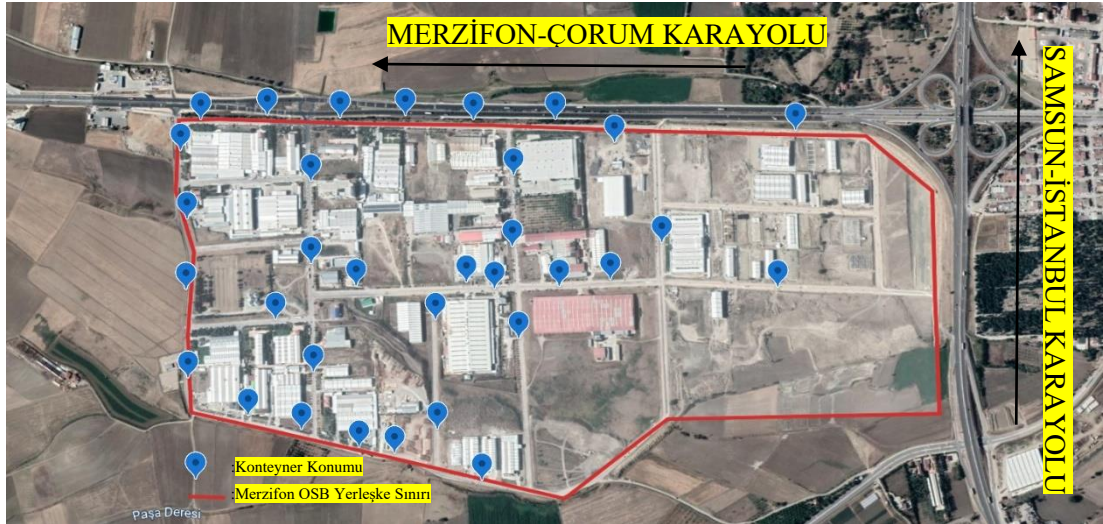 MERZİFON-ÇORUM KARAYOLU
SAMSUN-İSTANBUL KARAYOLU
:Konteyner Konumu
:Merzifon OSB Yerleşke Sınırı
Paşa Deresi